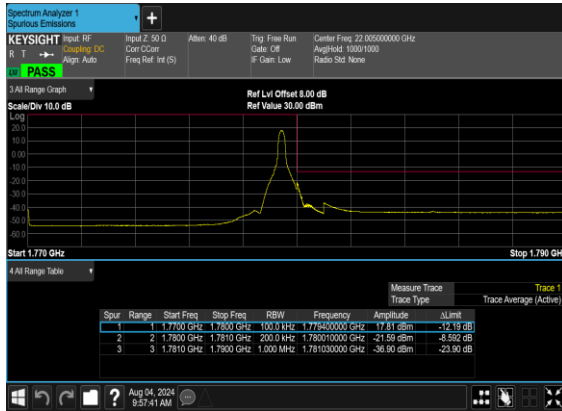 Spectrum Analyzer 1
Spurious Emissions
KEYSIGHT Input: RF Input Z: 50 Ω Atten: 40 dB Trig: Free Run Center Freq: 22.005000000 GHz
R T Coupling: DC Corr CCorr Gate: Off Avg|Hold: 1000/1000
Align: Auto Freq Ref: Int (S) IF Gain: Low Radio Std: None
PASS
3 All Range Graph
Ref Lvl Offset 8.00 dB
Scale/Div 10.0 dB Ref Value 30.00 dBm
Log
20.0
10.0
0.00
-10.0
-20.0
-30.0
-40.0
-50.0
-60.0
Start 1.770 GHz Stop 1.790 GH
4 All Range Table
Measure Trace Trace 1
Trace Type Trace Average (Active)
Spur Range Start Freq Stop Freq RBW Frequency Amplitude ΔLimit
1 1 1.7700 GHz 1.7800 GHz 100.0 kHz 1.779400000 GHz 17.81 dBm -12.19 dB
2 2 1.7800 GHz 1.7810 GHz 200.0 kHz 1.780010000 GHz -21.59 dBm -8.592 dB
3 3 1.7810 GHz 1.7900 GHz 1.000 MHz 1.781030000 GHz -36.90 dBm -23.90 dB
Aug 04, 2024
9:57:41 AM